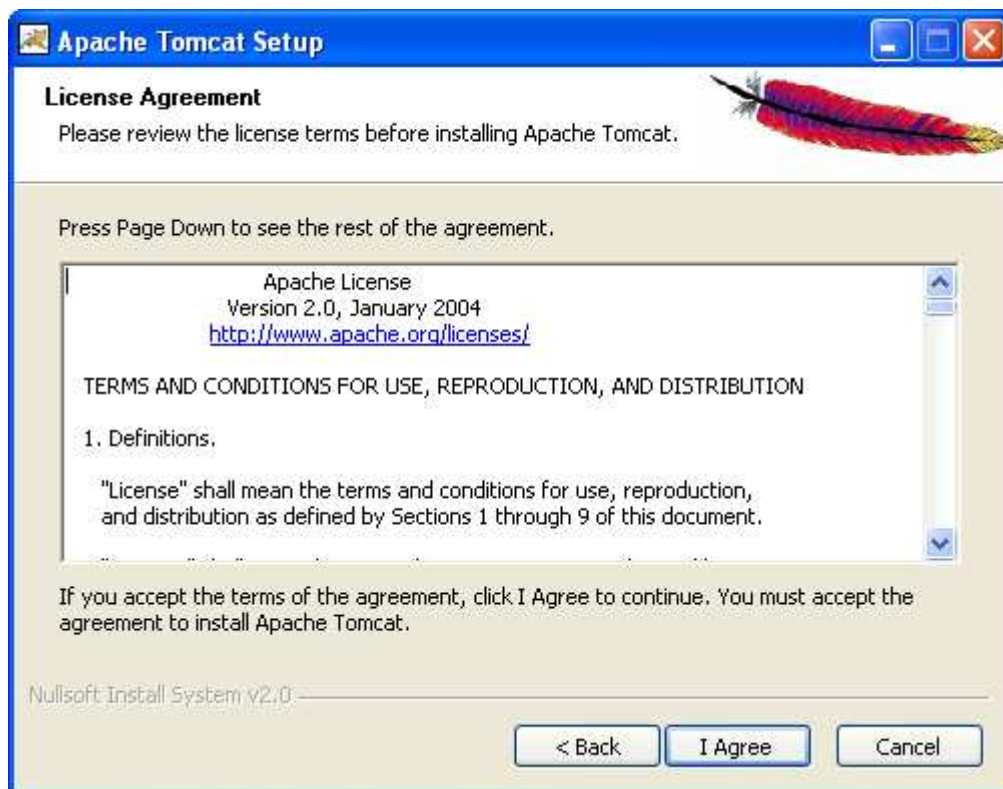 Apache Tomcat Setup
License Agreement
Please review the license terms before installing Apache Tomcat.
Press Page Down to see the rest of the agreement.
Apache License
Version 2.0, January 2004
http://www.apache.org/licenses/
TERMS AND CONDITIONS FOR USE, REPRODUCTION, AND DISTRIBUTION
1. Definitions.
"License" shall mean the terms and conditions for use, reproduction,
and distribution as defined by Sections 1 through 9 of this document.
If you accept the terms of the agreement, click I Agree to continue. You must accept the
agreement to install Apache Tomcat.
Nullsoft Install System v2.0
< Back I Agree Cancel